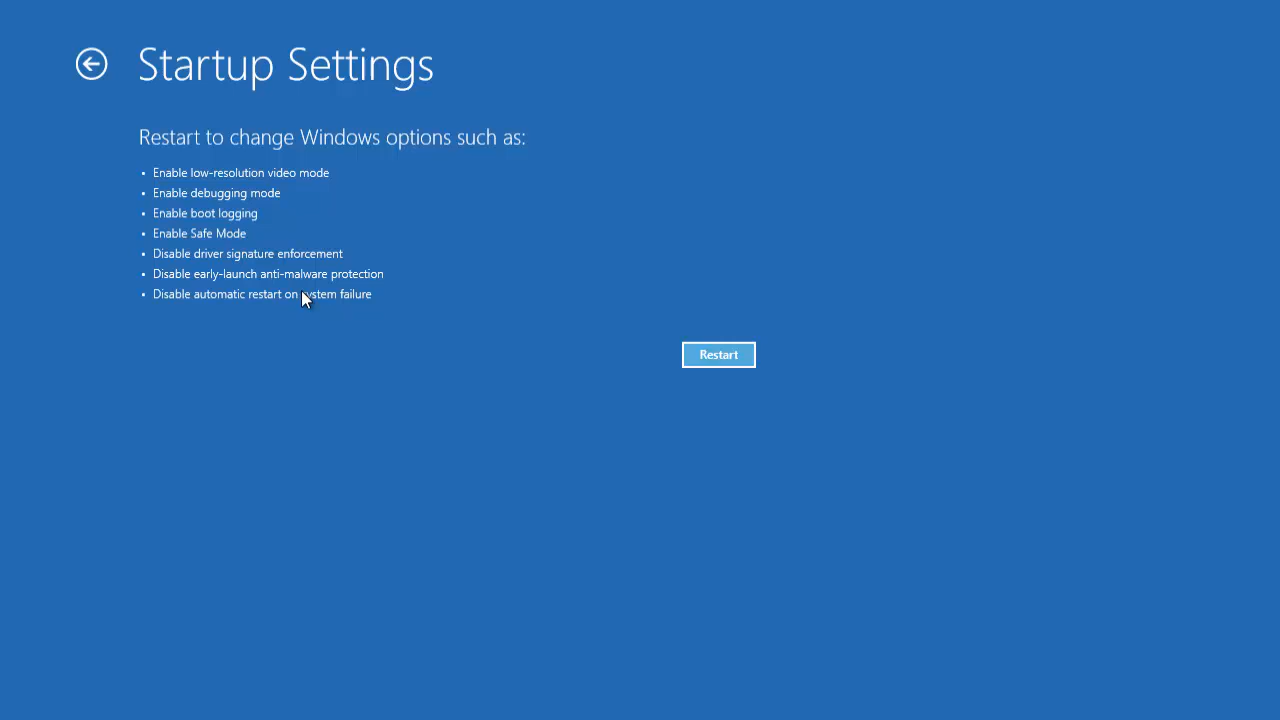 Startup Settings
Restart to change Windows options such as:
• Enable low-resolution video mode
• Enable debugging mode
• Enable boot logging
• Enable Safe Mode
• Disable driver signature enforcement
• Disable early-launch anti-malware protection
• Disable automatic restart on system failure
Restart